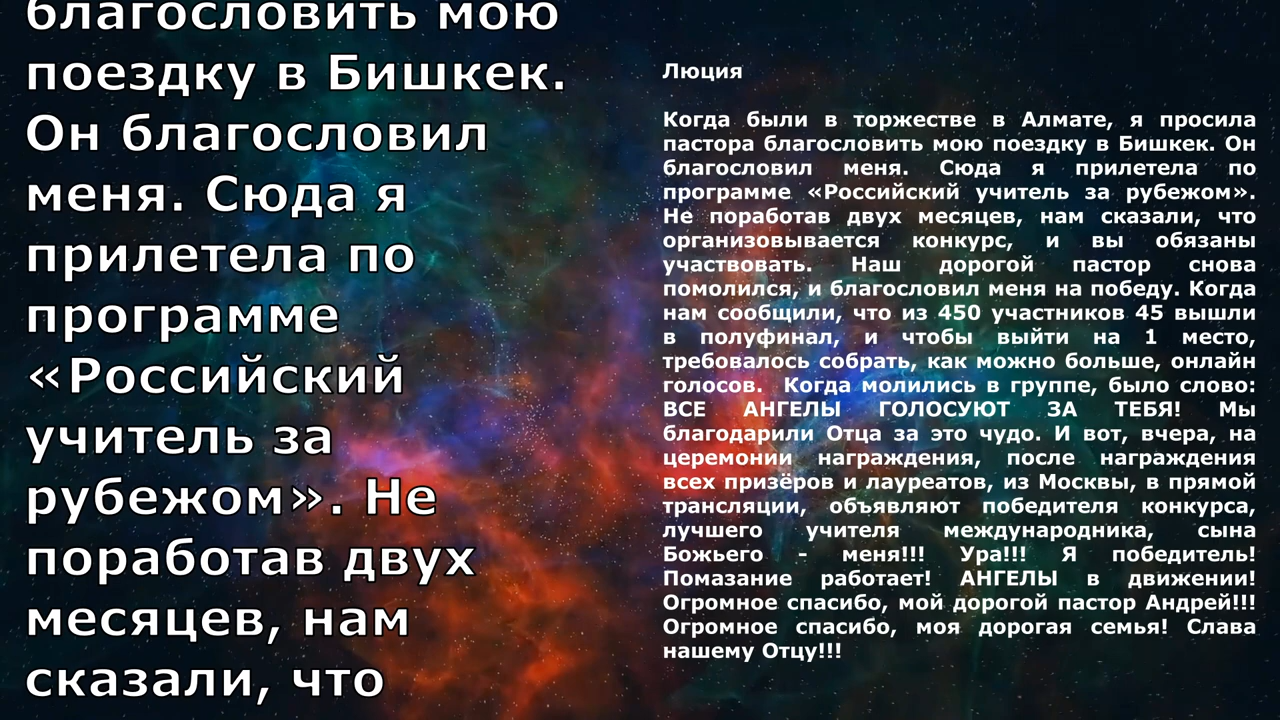 благословить мою
поездку в Бишкек.
Он благословил
меня. Сюда я
прилетела по
программе
«Российский
учитель за
рубежом». Не
поработав двух
месяцев, нам
сказали, что
Люция
Когда были в торжестве в Алмате, я просила
пастора благословить мою поездку в Бишкек. Он
благословил меня. Сюда я прилетела по
программе «Российский учитель за рубежом».
Не поработав двух месяцев, нам сказали, что
организовывается конкурс, и вы обязаны
участвовать. Наш дорогой пастор снова
помолился, и благословил меня на победу. Когда
нам сообщили, что из 450 участников 45 вышли
в полуфинал, и чтобы выйти на 1 место,
требовалось собрать, как можно больше, онлайн
голосов. Когда молились в группе, было слово:
ВСЕ АНГЕЛЫ ГОЛОСУЮТ ЗА ТЕБЯ! Мы
благодарили Отца за это чудо. И вот, вчера, на
церемонии награждения, после награждения
всех призёров и лауреатов, из Москвы, в прямой
трансляции, объявляют победителя конкурса,
лучшего учителя международника, сына
Божьего - меня!!! Ура!!! Я победитель!
Помазание работает! АНГЕЛЫ в движении!
Огромное спасибо, мой дорогой пастор Андрей!!!
Огромное спасибо, моя дорогая семья! Слава
нашему Отцу!!!